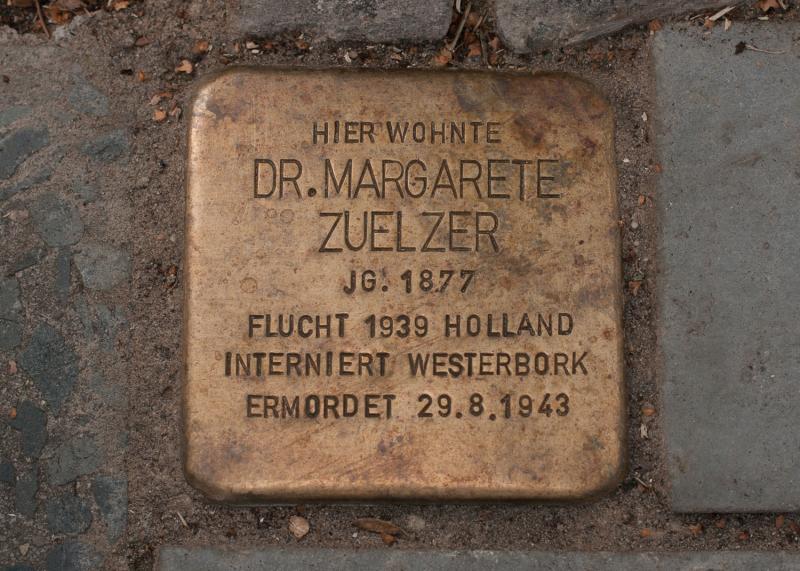 HIER WOHNTE
DR. MARGARETE
ZUELZER
JG. 1877
FLUCHT 1939 HOLLAND
INTERNIERT WESTERBORK
ERMORDET 29.8.1943